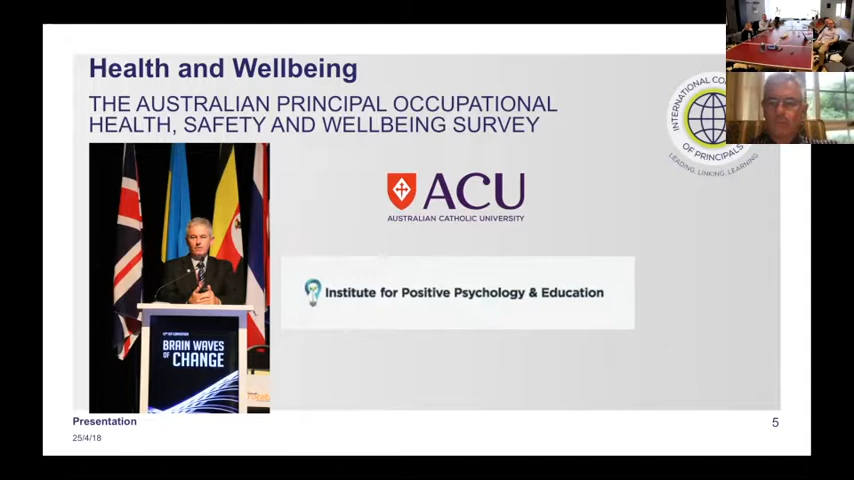 Health and Wellbeing
THE AUSTRALIAN PRINCIPAL OCCUPATIONAL
HEALTH, SAFETY AND WELLBEING SURVEY
INTERNATIONAL
OF PRINCIPALS
LEADING, LINKING, LEARNING
ACU
AUSTRALIAN CATHOLIC UNIVERSITY
Institute for Positive Psychology & Education
BRAIN WAVES
OF CHANGE
Presentation
25/4/18
5